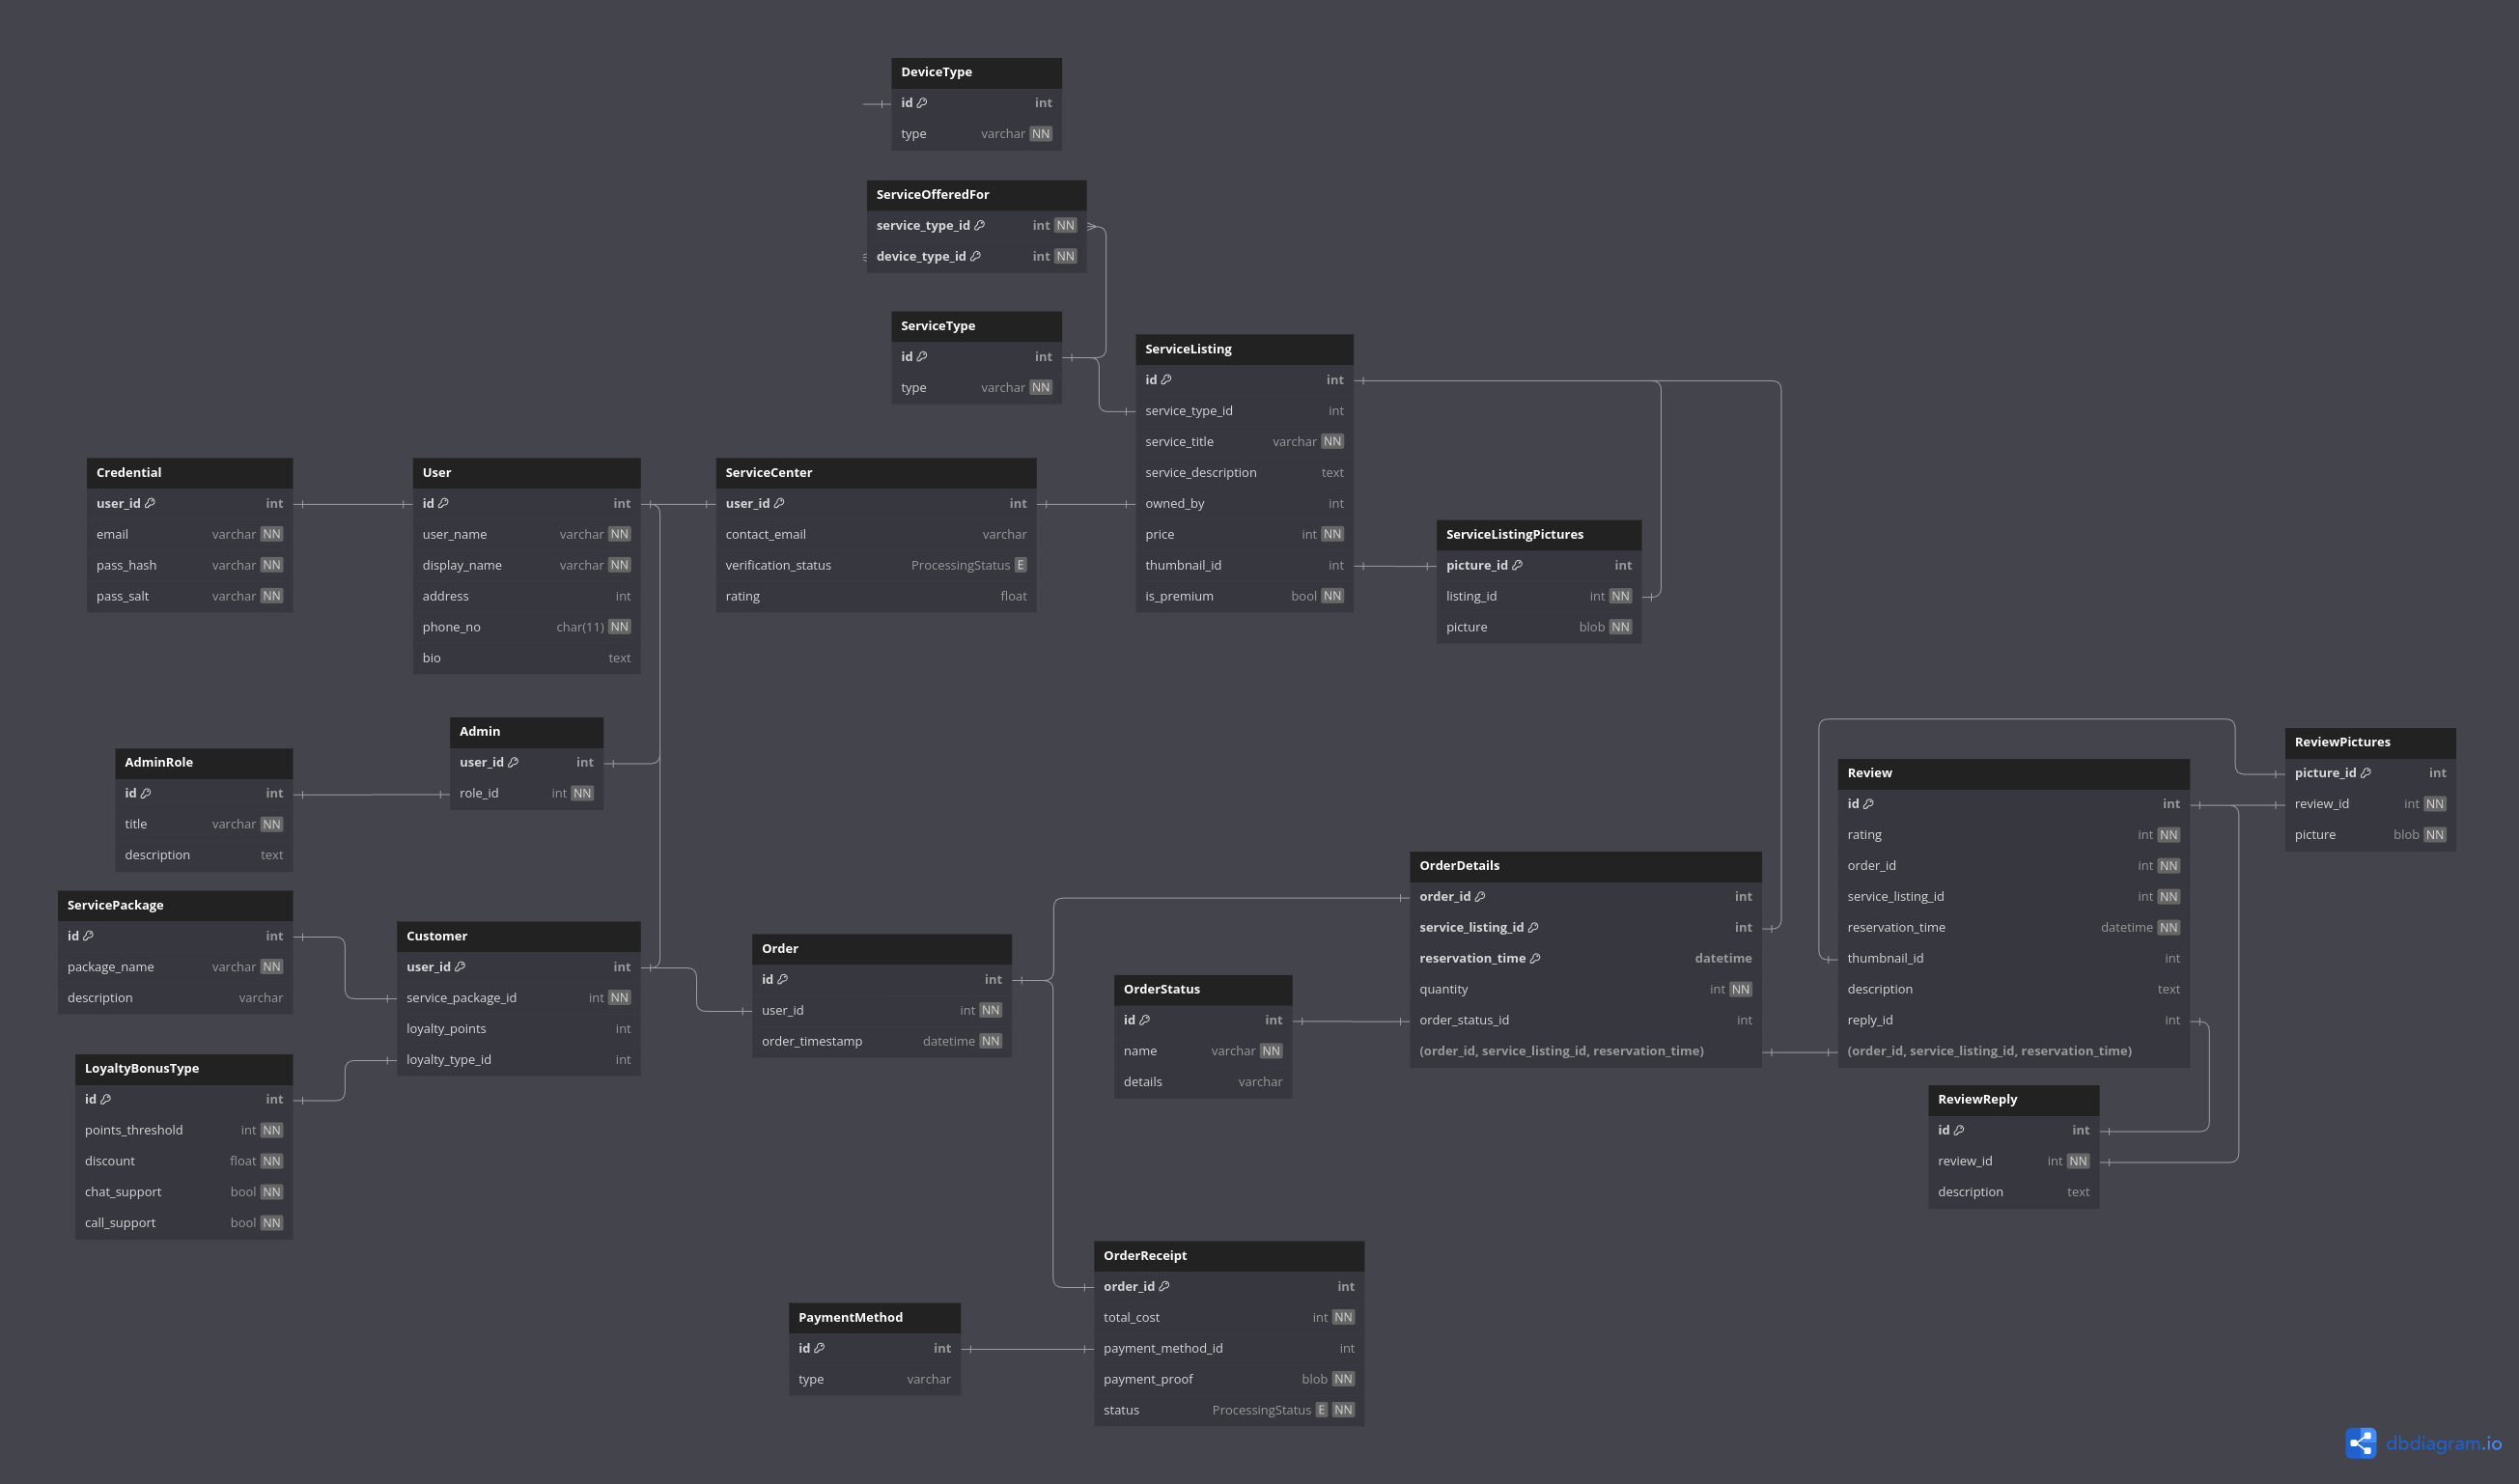 DeviceType
id int
type varchar NN
ServiceOfferedFor
service_type_id int NN
device_type_id int NN
ServiceType
id int
type varchar NN
ServiceListing
id int
service_type_id int
service_title varchar NN
service_description text
owned_by int
price int NN
thumbnail_id int
is_premium bool NN
Credential
user_id int
email varchar NN
pass_hash varchar NN
pass_salt varchar NN
User
id int
user_name varchar NN
display_name varchar NN
address int
phone_no char(11) NN
bio text
ServiceCenter
user_id int
contact_email varchar
verification_status ProcessingStatus E
rating float
ServiceListingPictures
picture_id int
listing_id int NN
picture blob NN
Admin
user_id int
role_id int NN
AdminRole
id int
title varchar NN
description text
ReviewPictures
picture_id int
review_id int NN
picture blob NN
Review
id int
rating int NN
order_id int NN
service_listing_id int NN
reservation_time datetime NN
thumbnail_id int
description text
reply_id int
(order_id, service_listing_id, reservation_time)
OrderDetails
order_id int
service_listing_id int
reservation_time datetime
quantity int NN
order_status_id int
(order_id, service_listing_id, reservation_time)
ServicePackage
id int
package_name varchar NN
description varchar
Customer
user_id int
service_package_id int NN
loyalty_points int
loyalty_type_id int
Order
id int
user_id int NN
order_timestamp datetime NN
OrderStatus
id int
name varchar NN
details varchar
LoyaltyBonusType
id int
points_threshold int NN
discount float NN
chat_support bool NN
call_support bool NN
ReviewReply
id int
review_id int NN
description text
OrderReceipt
order_id int
total_cost int NN
payment_method_id int
payment_proof blob NN
status ProcessingStatus E NN
PaymentMethod
id int
type varchar
dbdiagram.io